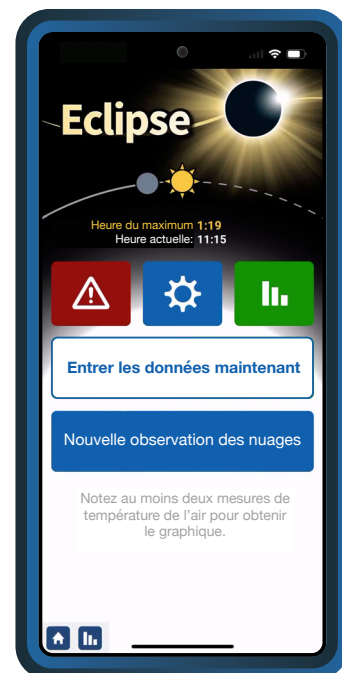 Eclipse
Heure du maximum 1:19
Heure actuelle: 11:15
Entrer les données maintenant
Nouvelle observation des nuages
Notez au moins deux mesures de
température de l'air pour obtenir
le graphique.